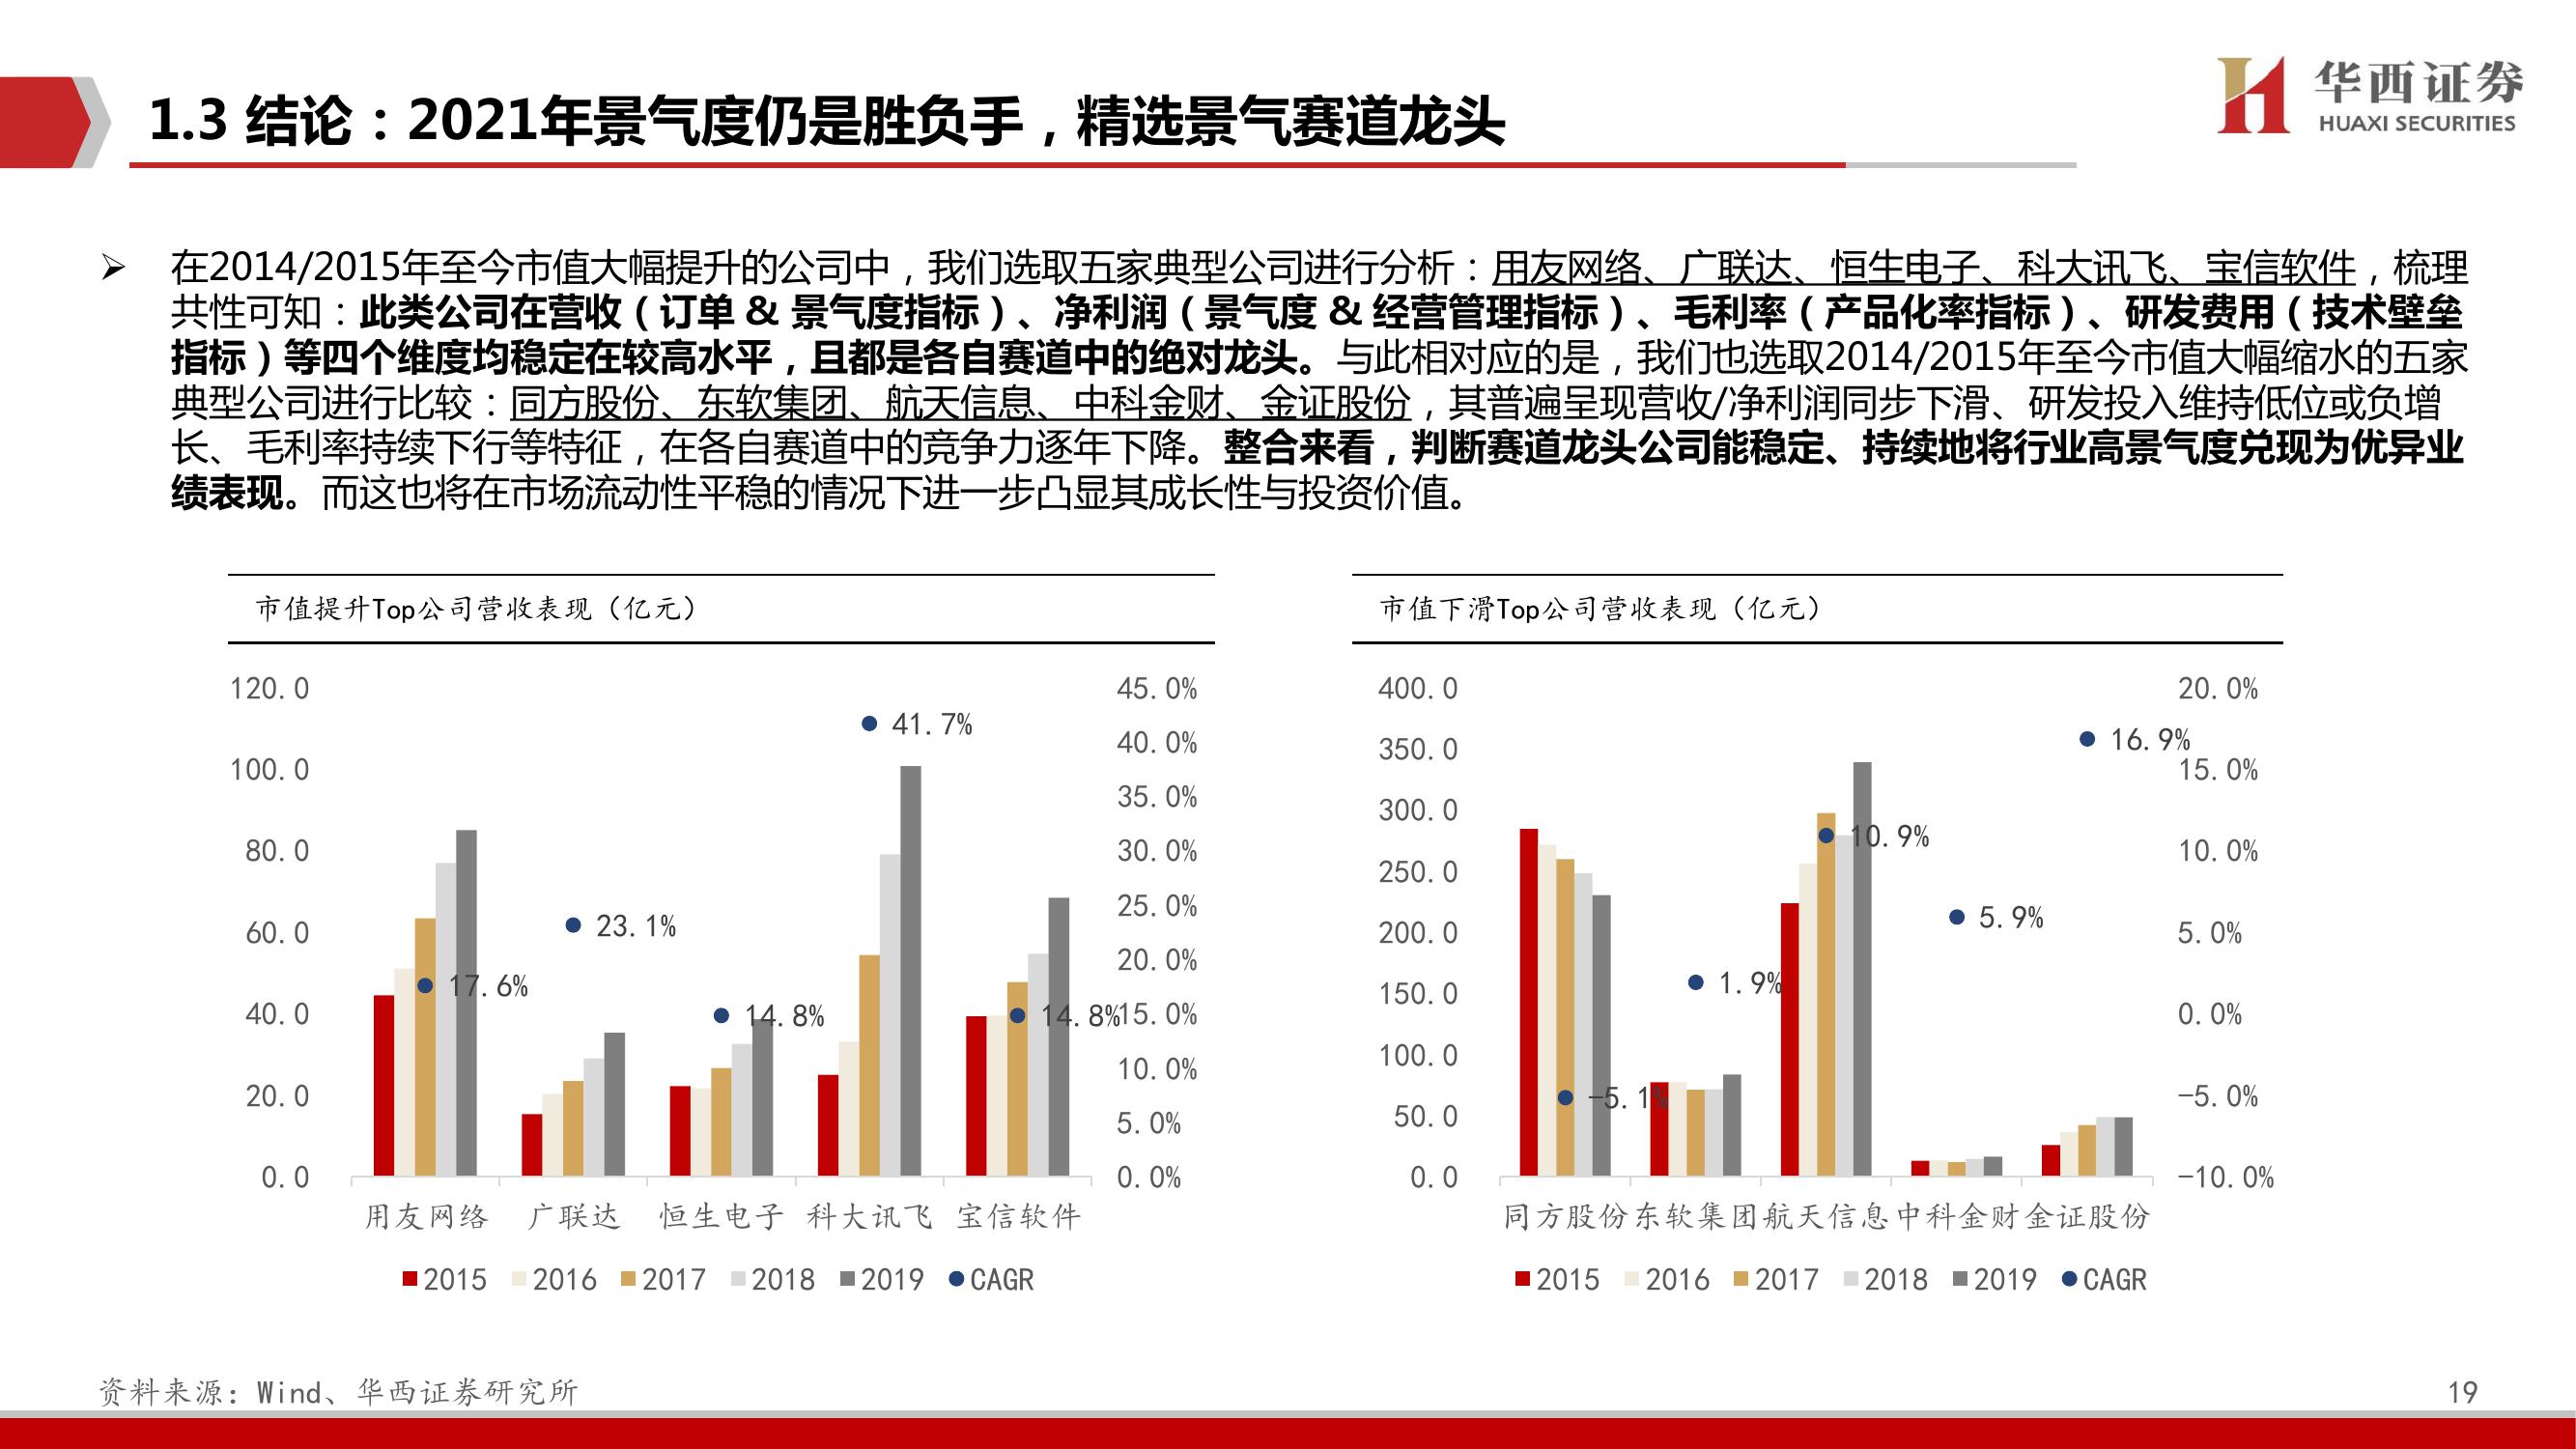 1.3 结论：2021年景气度仍是胜负手，精选景气赛道龙头
华西证券
HUAXI SECURITIES
➢ 在2014/2015年至今市值大幅提升的公司中，我们选取五家典型公司进行分析：用友网络、广联达、恒生电子、科大讯飞、宝信软件，梳理
共性可知：此类公司在营收（订单 & 景气度指标）、净利润（景气度 & 经营管理指标）、毛利率（产品化率指标）、研发费用（技术壁垒
指标）等四个维度均稳定在较高水平，且都是各自赛道中的绝对龙头。与此相对应的是，我们也选取2014/2015年至今市值大幅缩水的五家
典型公司进行比较：同方股份、东软集团、航天信息、中科金财、金证股份，其普遍呈现营收/净利润同步下滑、研发投入维持低位或负增
长、毛利率持续下行等特征，在各自赛道中的竞争力逐年下降。整合来看，判断赛道龙头公司能稳定、持续地将行业高景气度兑现为优异业
绩表现。而这也将在市场流动性平稳的情况下进一步凸显其成长性与投资价值。
市值提升Top公司营收表现（亿元）
120.0
100.0
80.0
60.0
40.0
20.0
0.0
45.0%
40.0%
35.0%
30.0%
25.0%
20.0%
15.0%
10.0%
5.0%
0.0%
17.6%
23.1%
14.8%
41.7%
14.8%
用友网络 广联达 恒生电子 科大讯飞 宝信软件
2015 2016 2017 2018 2019 CAGR
市值下滑Top公司营收表现（亿元）
400.0
350.0
300.0
250.0
200.0
150.0
100.0
50.0
0.0
20.0%
15.0%
10.0%
5.0%
0.0%
-5.0%
-10.0%
-5.1%
1.9%
10.9%
5.9%
16.9%
同方股份 东软集团 航天信息 中科金财 金证股份
2015 2016 2017 2018 2019 CAGR
资料来源：Wind、华西证券研究所
19